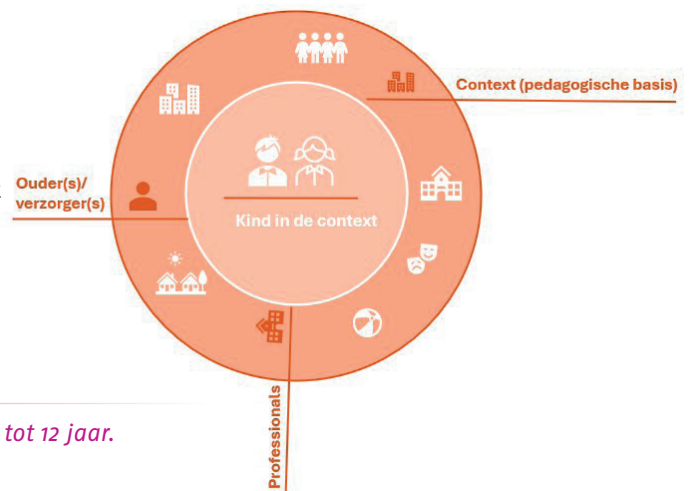 Context (pedagogische basis)
Ouder(s)/
verzorger(s)
Kind in de context
Professionals
tot 12 jaar.